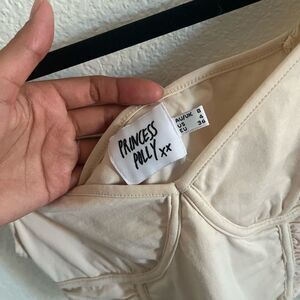 PRINCESS
POLLY xx
AU/UK 8
US 4
EU 36